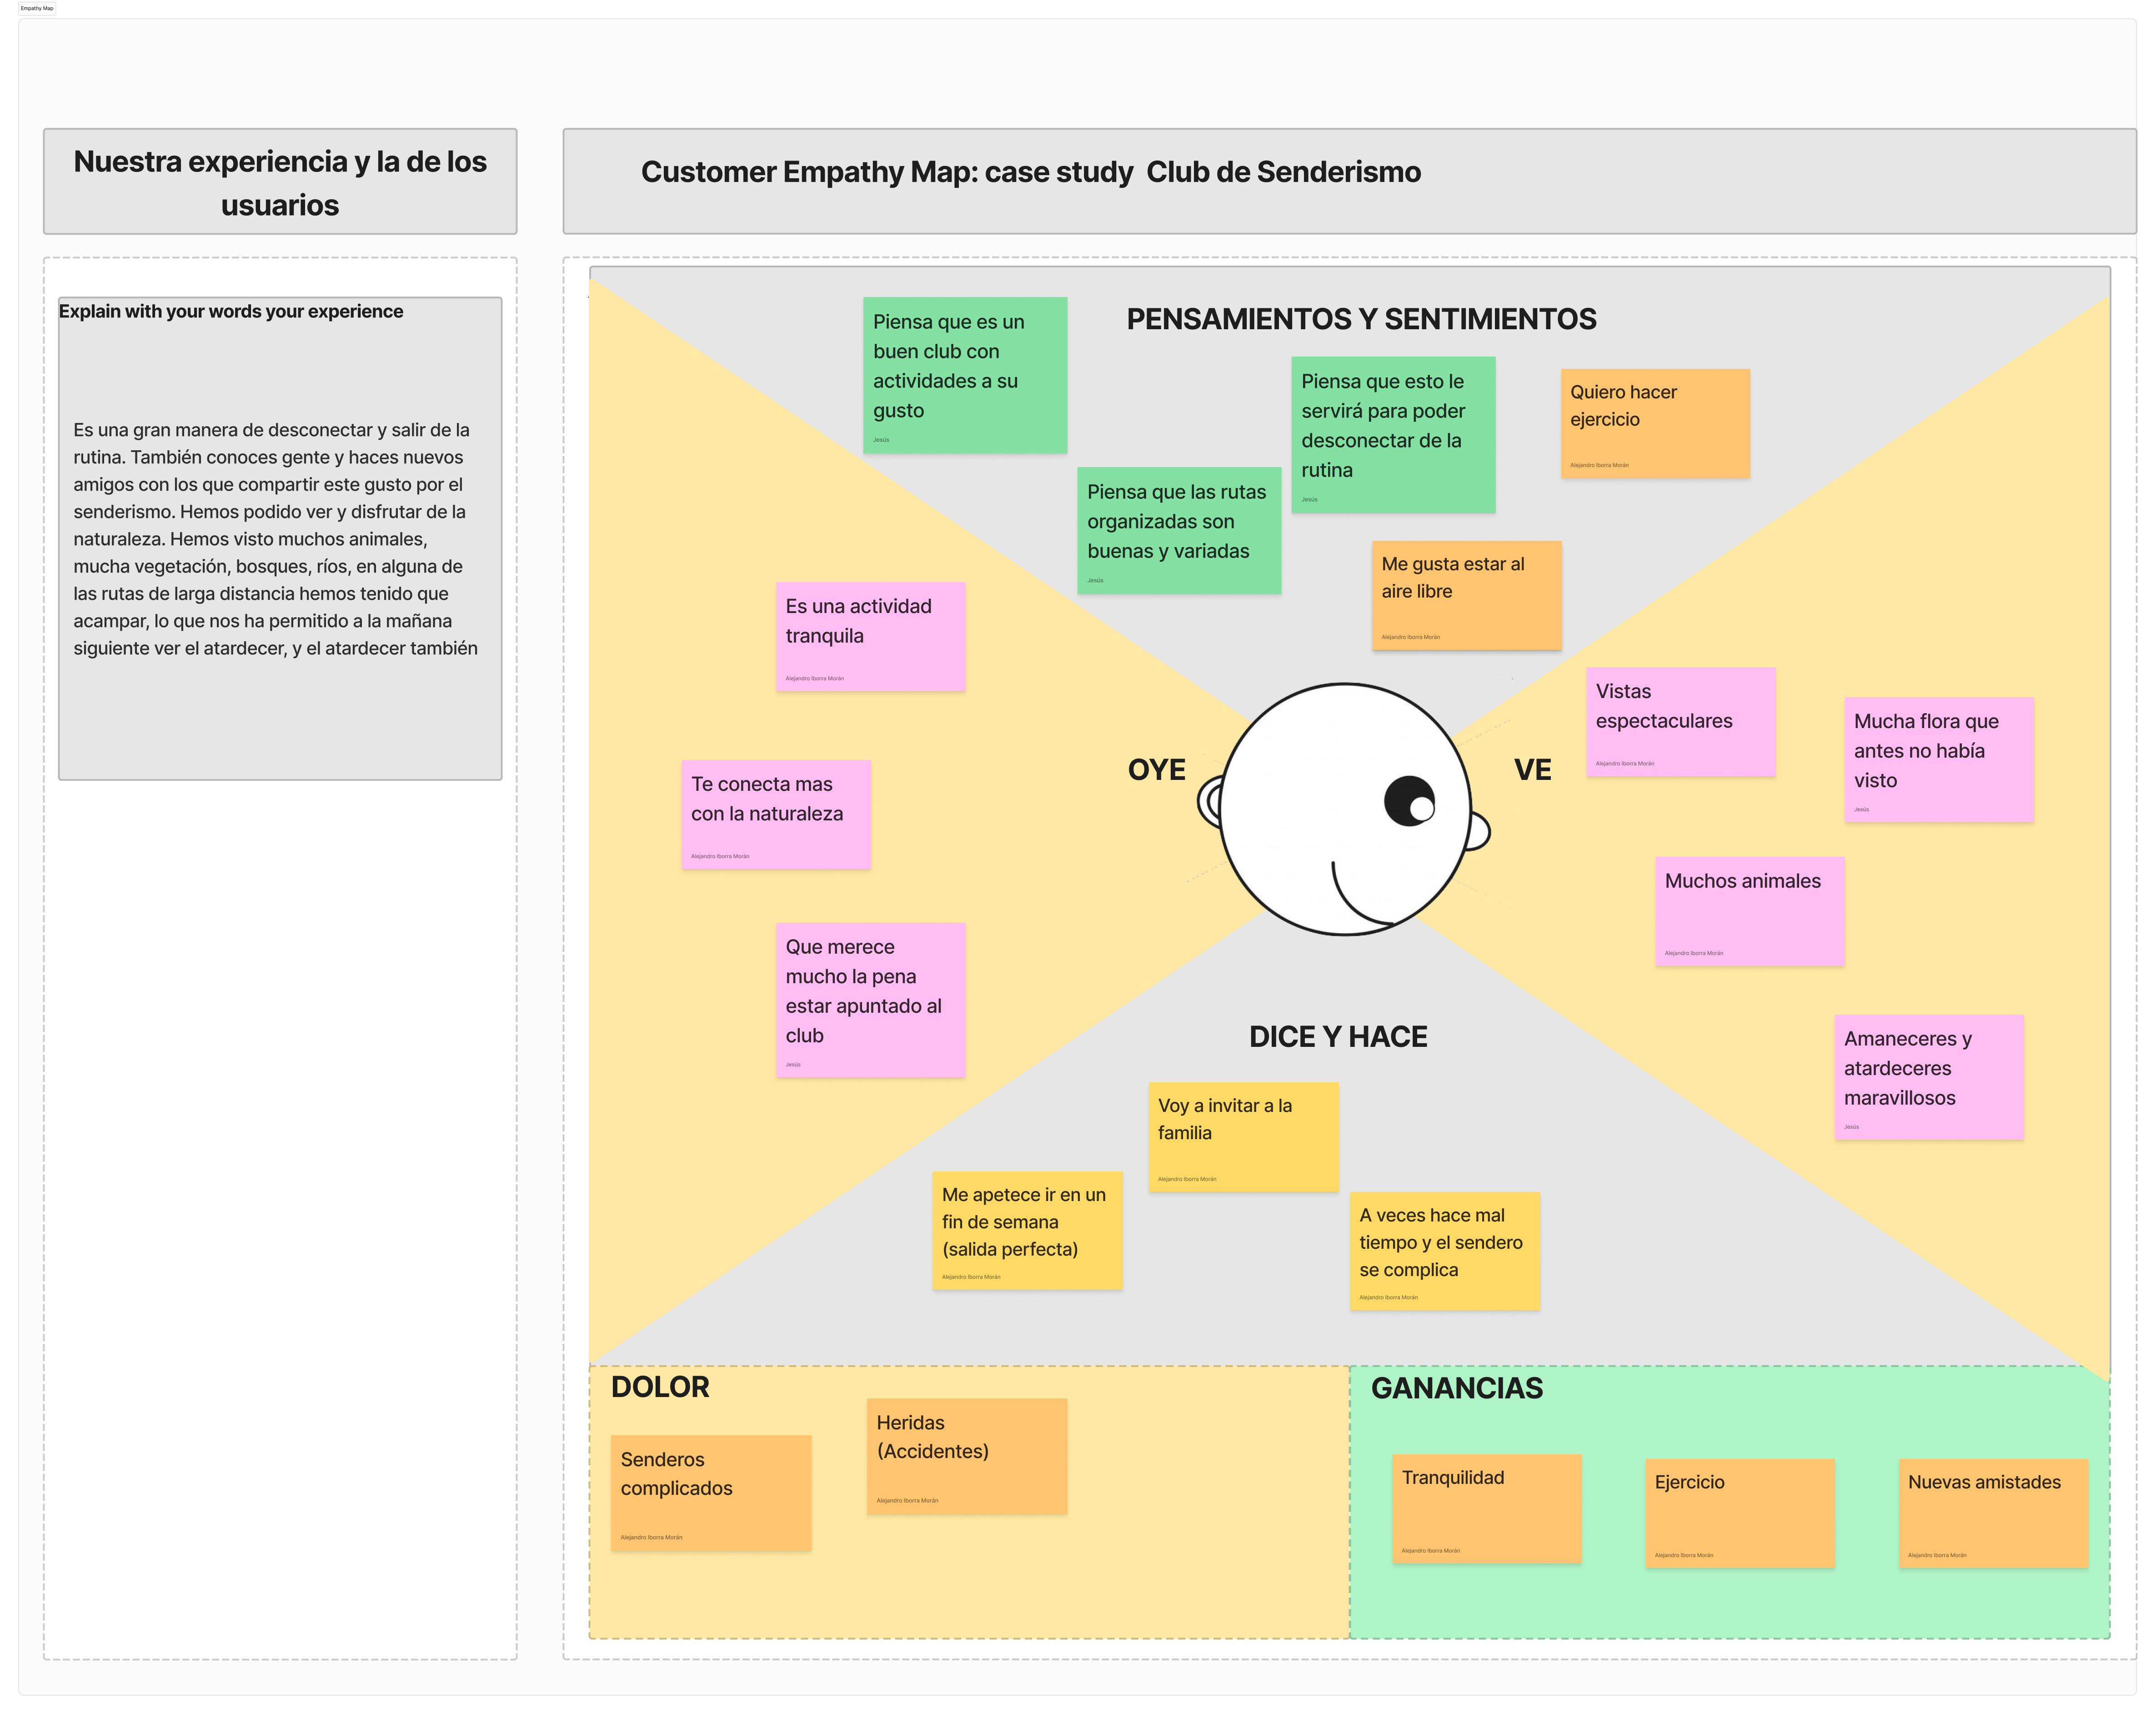 Empathy Map
Nuestra experiencia y la de los
usuarios
Explain with your words your experience
Es una gran manera de desconectar y salir de la
rutina. También conoces gente y haces nuevos
amigos con los que compartir este gusto por el
senderismo. Hemos podido ver y disfrutar de la
naturaleza. Hemos visto muchos animales,
mucha vegetación, bosques, ríos, en alguna de
las rutas de larga distancia hemos tenido que
acampar, lo que nos ha permitido a la mañana
siguiente ver el atardecer, y el atardecer también
Customer Empathy Map: case study  Club de Senderismo
PENSAMIENTOS Y SENTIMIENTOS
Piensa que es un
buen club con
actividades a su
gusto
Jesús
Piensa que las rutas
organizadas son
buenas y variadas
Jesús
Piensa que esto le
servirá para poder
desconectar de la
rutina
Jesús
Quiero hacer
ejercicio
Alejandro Iborra Morán
Me gusta estar al
aire libre
Alejandro Iborra Morán
OYE
Es una actividad
tranquila
Alejandro Iborra Morán
Te conecta mas
con la naturaleza
Alejandro Iborra Morán
Que merece
mucho la pena
estar apuntado al
club
Jesús
VE
Vistas
espectaculares
Alejandro Iborra Morán
Mucha flora que
antes no había
visto
Jesús
Muchos animales
Alejandro Iborra Morán
Amaneceres y
atardeceres
maravillosos
Jesús
DICE Y HACE
Voy a invitar a la
familia
Alejandro Iborra Morán
Me apetece ir en un
fin de semana
(salida perfecta)
Alejandro Iborra Morán
A veces hace mal
tiempo y el sendero
se complica
Alejandro Iborra Morán
DOLOR
Senderos
complicados
Alejandro Iborra Morán
Heridas
(Accidentes)
Alejandro Iborra Morán
GANANCIAS
Tranquilidad
Alejandro Iborra Morán
Ejercicio
Alejandro Iborra Morán
Nuevas amistades
Alejandro Iborra Morán